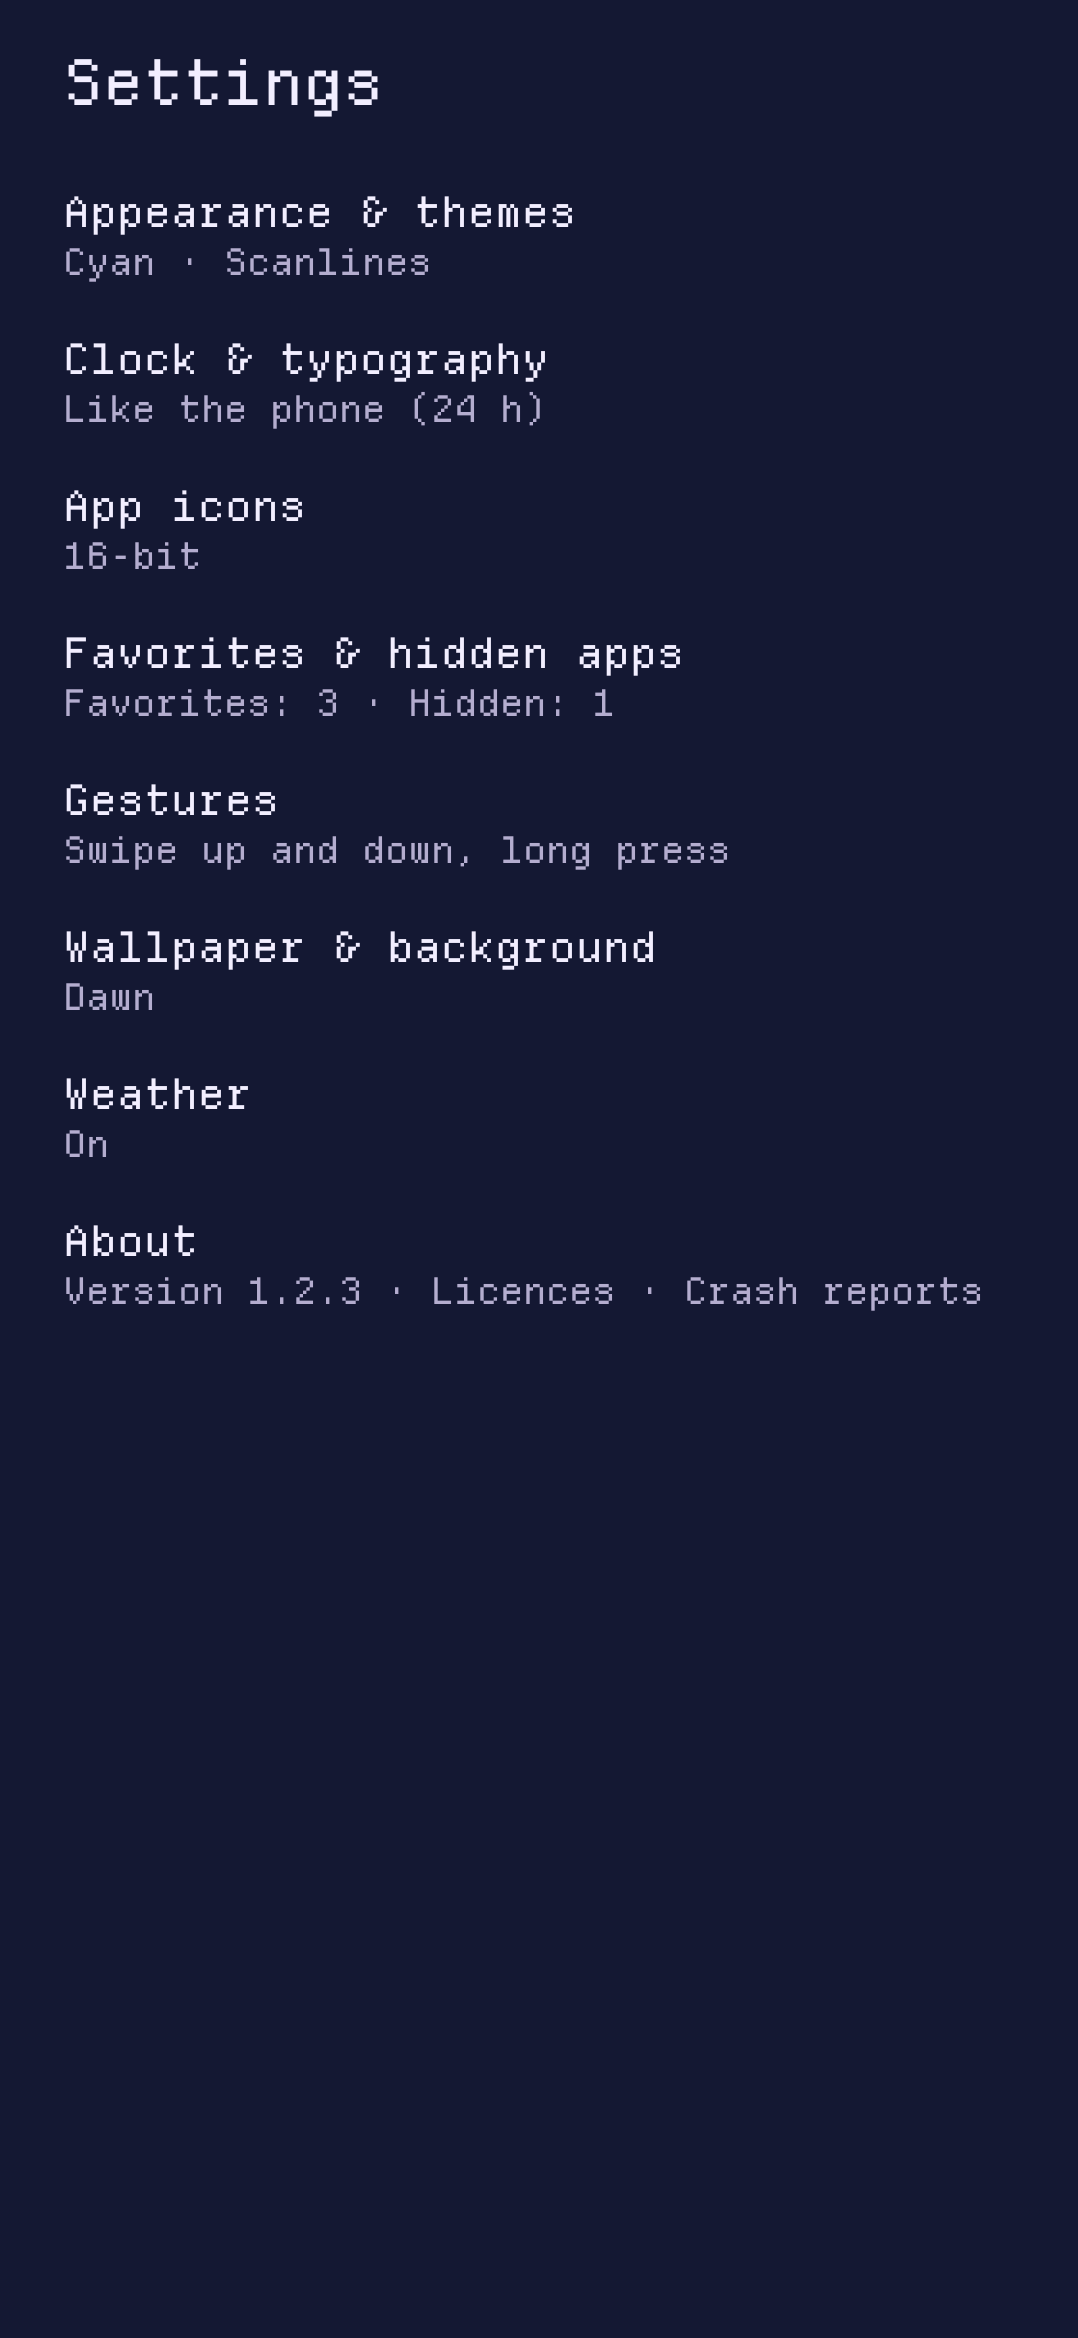 Settings
Appearance & themes
Cyan · Scanlines
Clock & typography
Like the phone (24 h)
App icons
16-bit
Favorites & hidden apps
Favorites: 3 · Hidden: 1
Gestures
Swipe up and down, long press
Wallpaper & background
Dawn
Weather
On
About
Version 1.2.3 · Licences · Crash reports